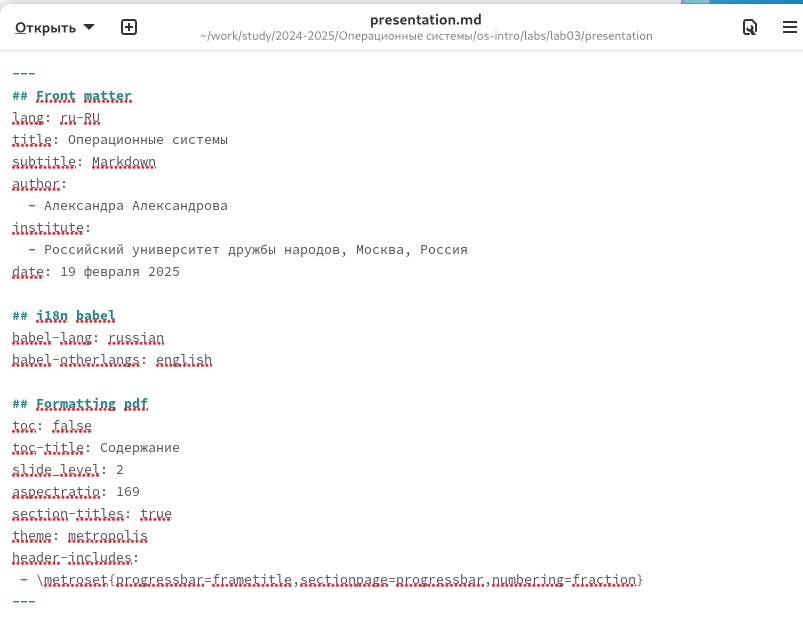 Открыть
presentation.md
~/work/study/2024-2025/Операционные системы/os-intro/labs/lab03/presentation
---
## Front matter
lang: ru-RU
title: Операционные системы
subtitle: Markdown
author:
  - Александра Александрова
institute:
  - Российский университет дружбы народов, Москва, Россия
date: 19 февраля 2025

## i18n babel
babel-lang: russian
babel-otherlangs: english

## Formatting pdf
toc: false
toc-title: Содержание
slide_level: 2
aspectratio: 169
section-titles: true
theme: metropolis
header-includes:
 - \metroset{progressbar=frametitle,sectionpage=progressbar,numbering=fraction}
---